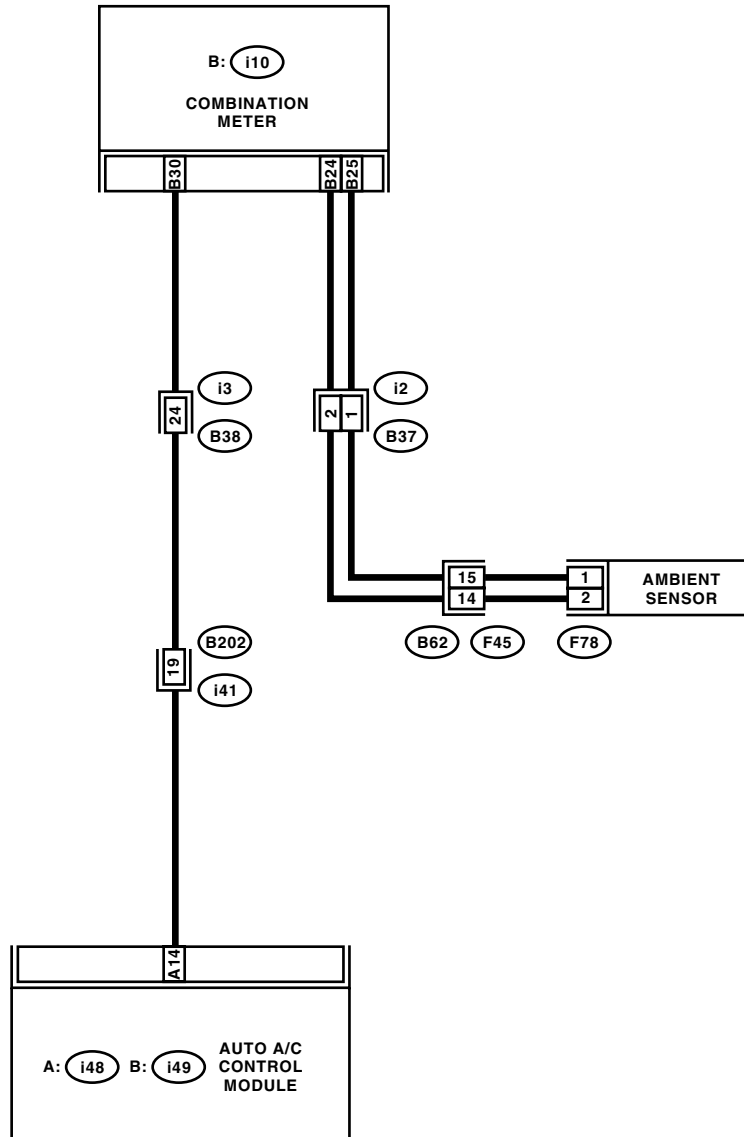 B: i10
COMBINATION
METER
B30
B24
B25
i3
24
B38
i2
2
1
B37
15
14
1
2
AMBIENT
SENSOR
B62
F45
F78
B202
19
i41
A14
A: i48 B: i49
AUTO A/C
CONTROL
MODULE